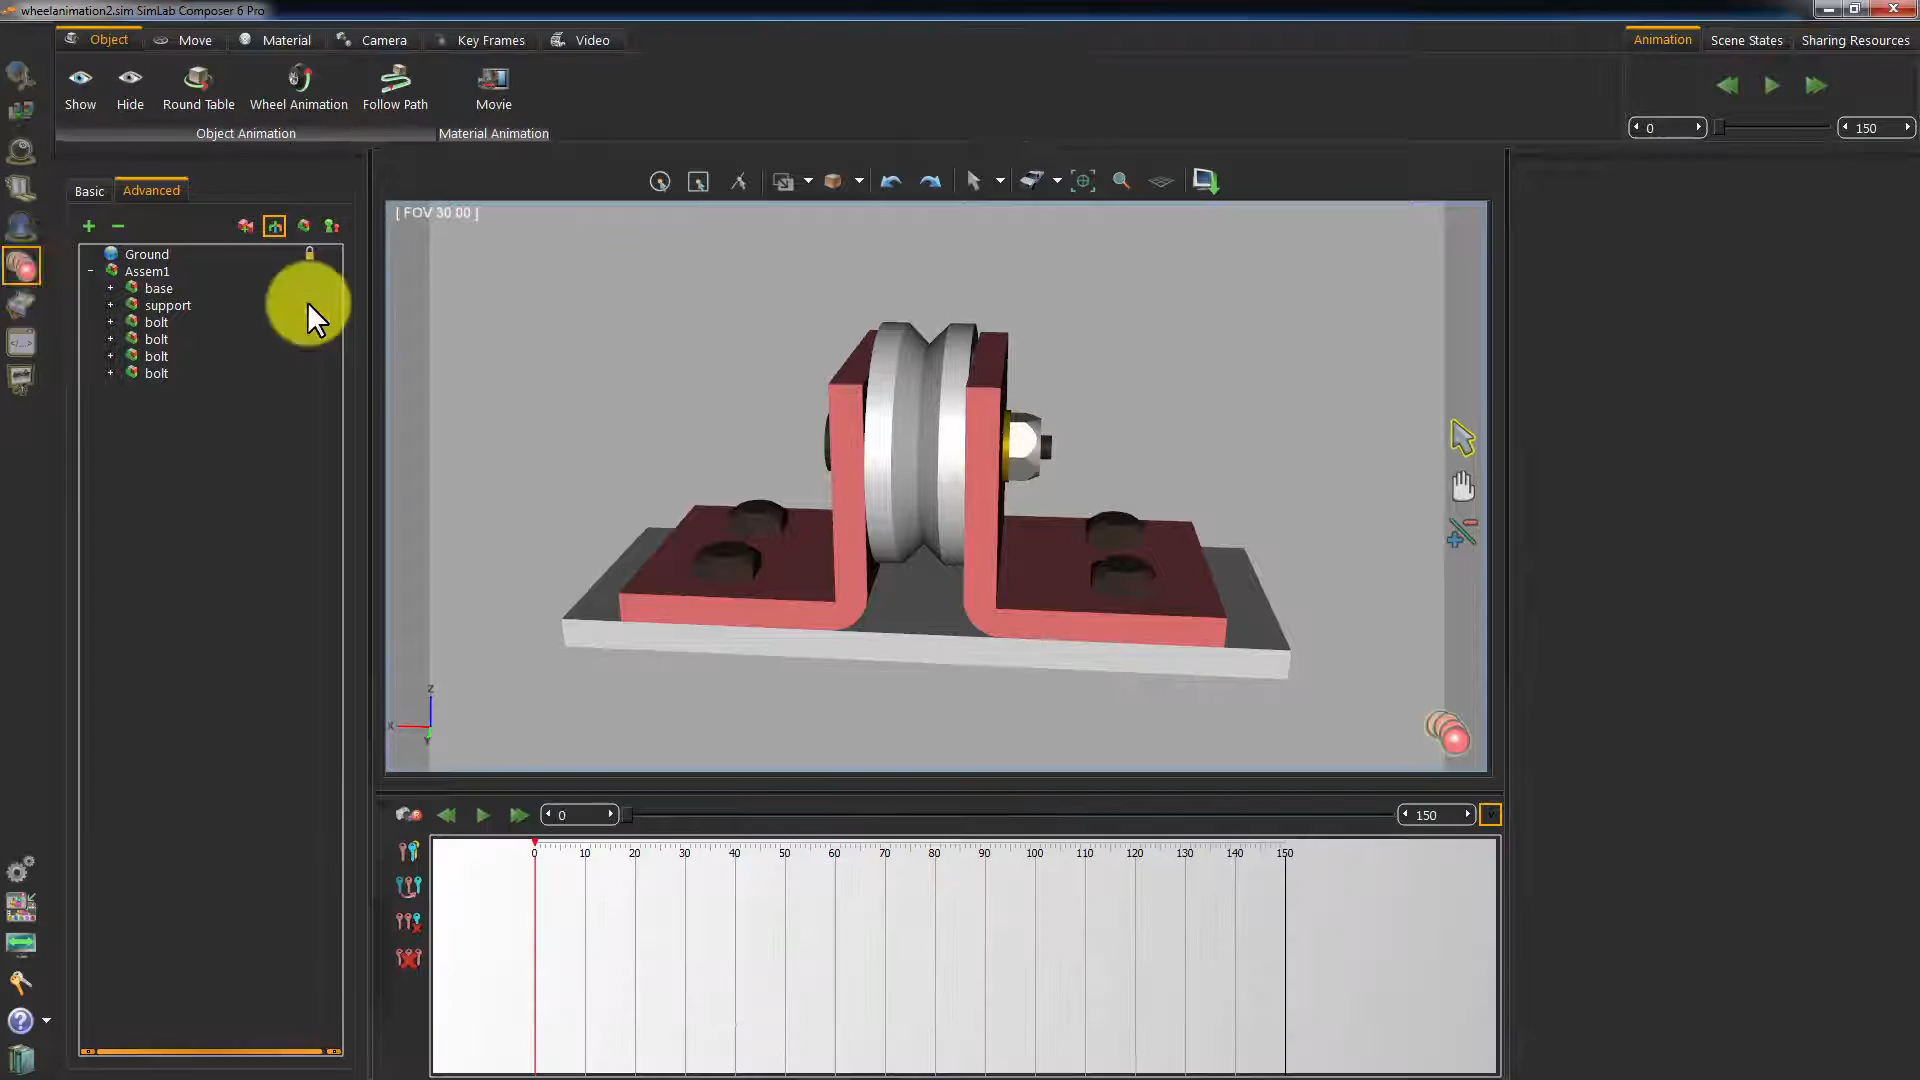 wheelanimation2.sim SimLab Composer 6 Pro
Object Move Material Camera Key Frames Video
Animation Scene States Sharing Resources
Show Hide Round Table Wheel Animation Follow Path Movie
Object Animation Material Animation
0 150
Basic Advanced
[ FOV 30.00 ]
Ground
Assem1
base
support
bolt
bolt
bolt
bolt
Z
X
Y
0 150 V
0 10 20 30 40 50 60 70 80 90 100 110 120 130 140 150